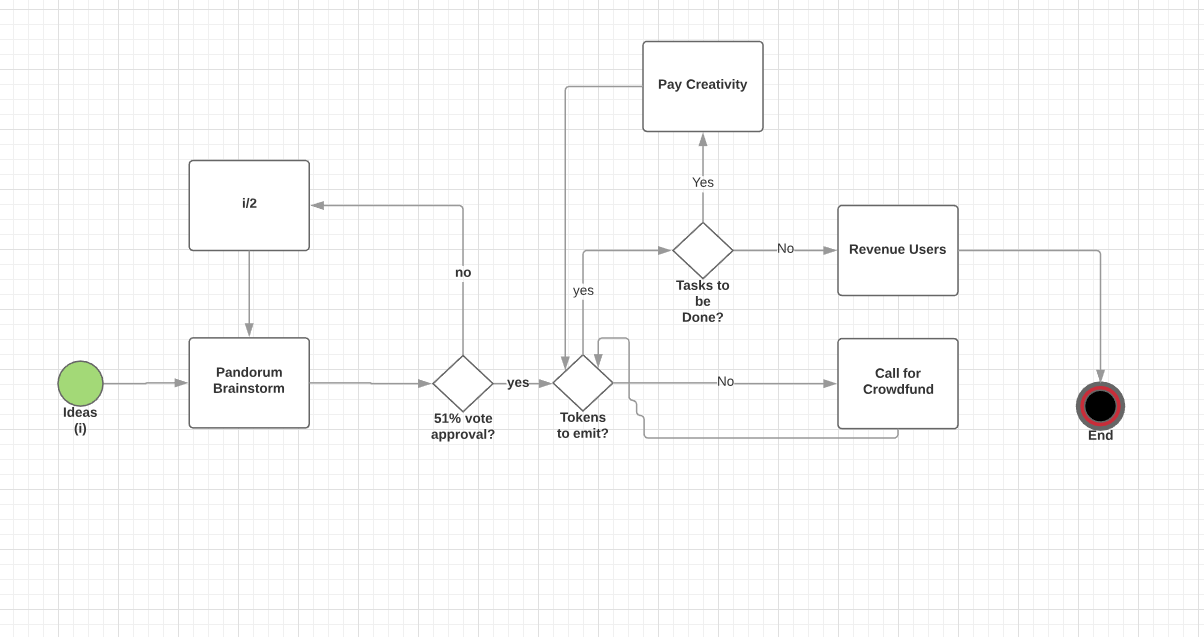 Pay Creativity
Yes
i/2
no
No
Revenue Users
yes
Tasks to
be
Done?
Pandorum
Brainstorm
yes
No
Call for
Crowdfund
Ideas
(i)
51% vote
approval?
Tokens
to emit?
End